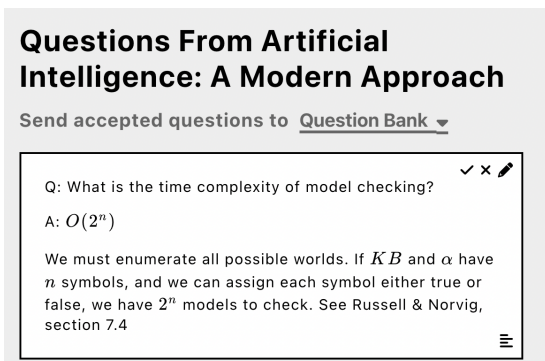 Questions From Artificial
Intelligence: A Modern Approach
Send accepted questions to Question Bank
Q: What is the time complexity of model checking?
A: O(2ⁿ)
We must enumerate all possible worlds. If KB and α have
n symbols, and we can assign each symbol either true or
false, we have 2ⁿ models to check. See Russell & Norvig,
section 7.4